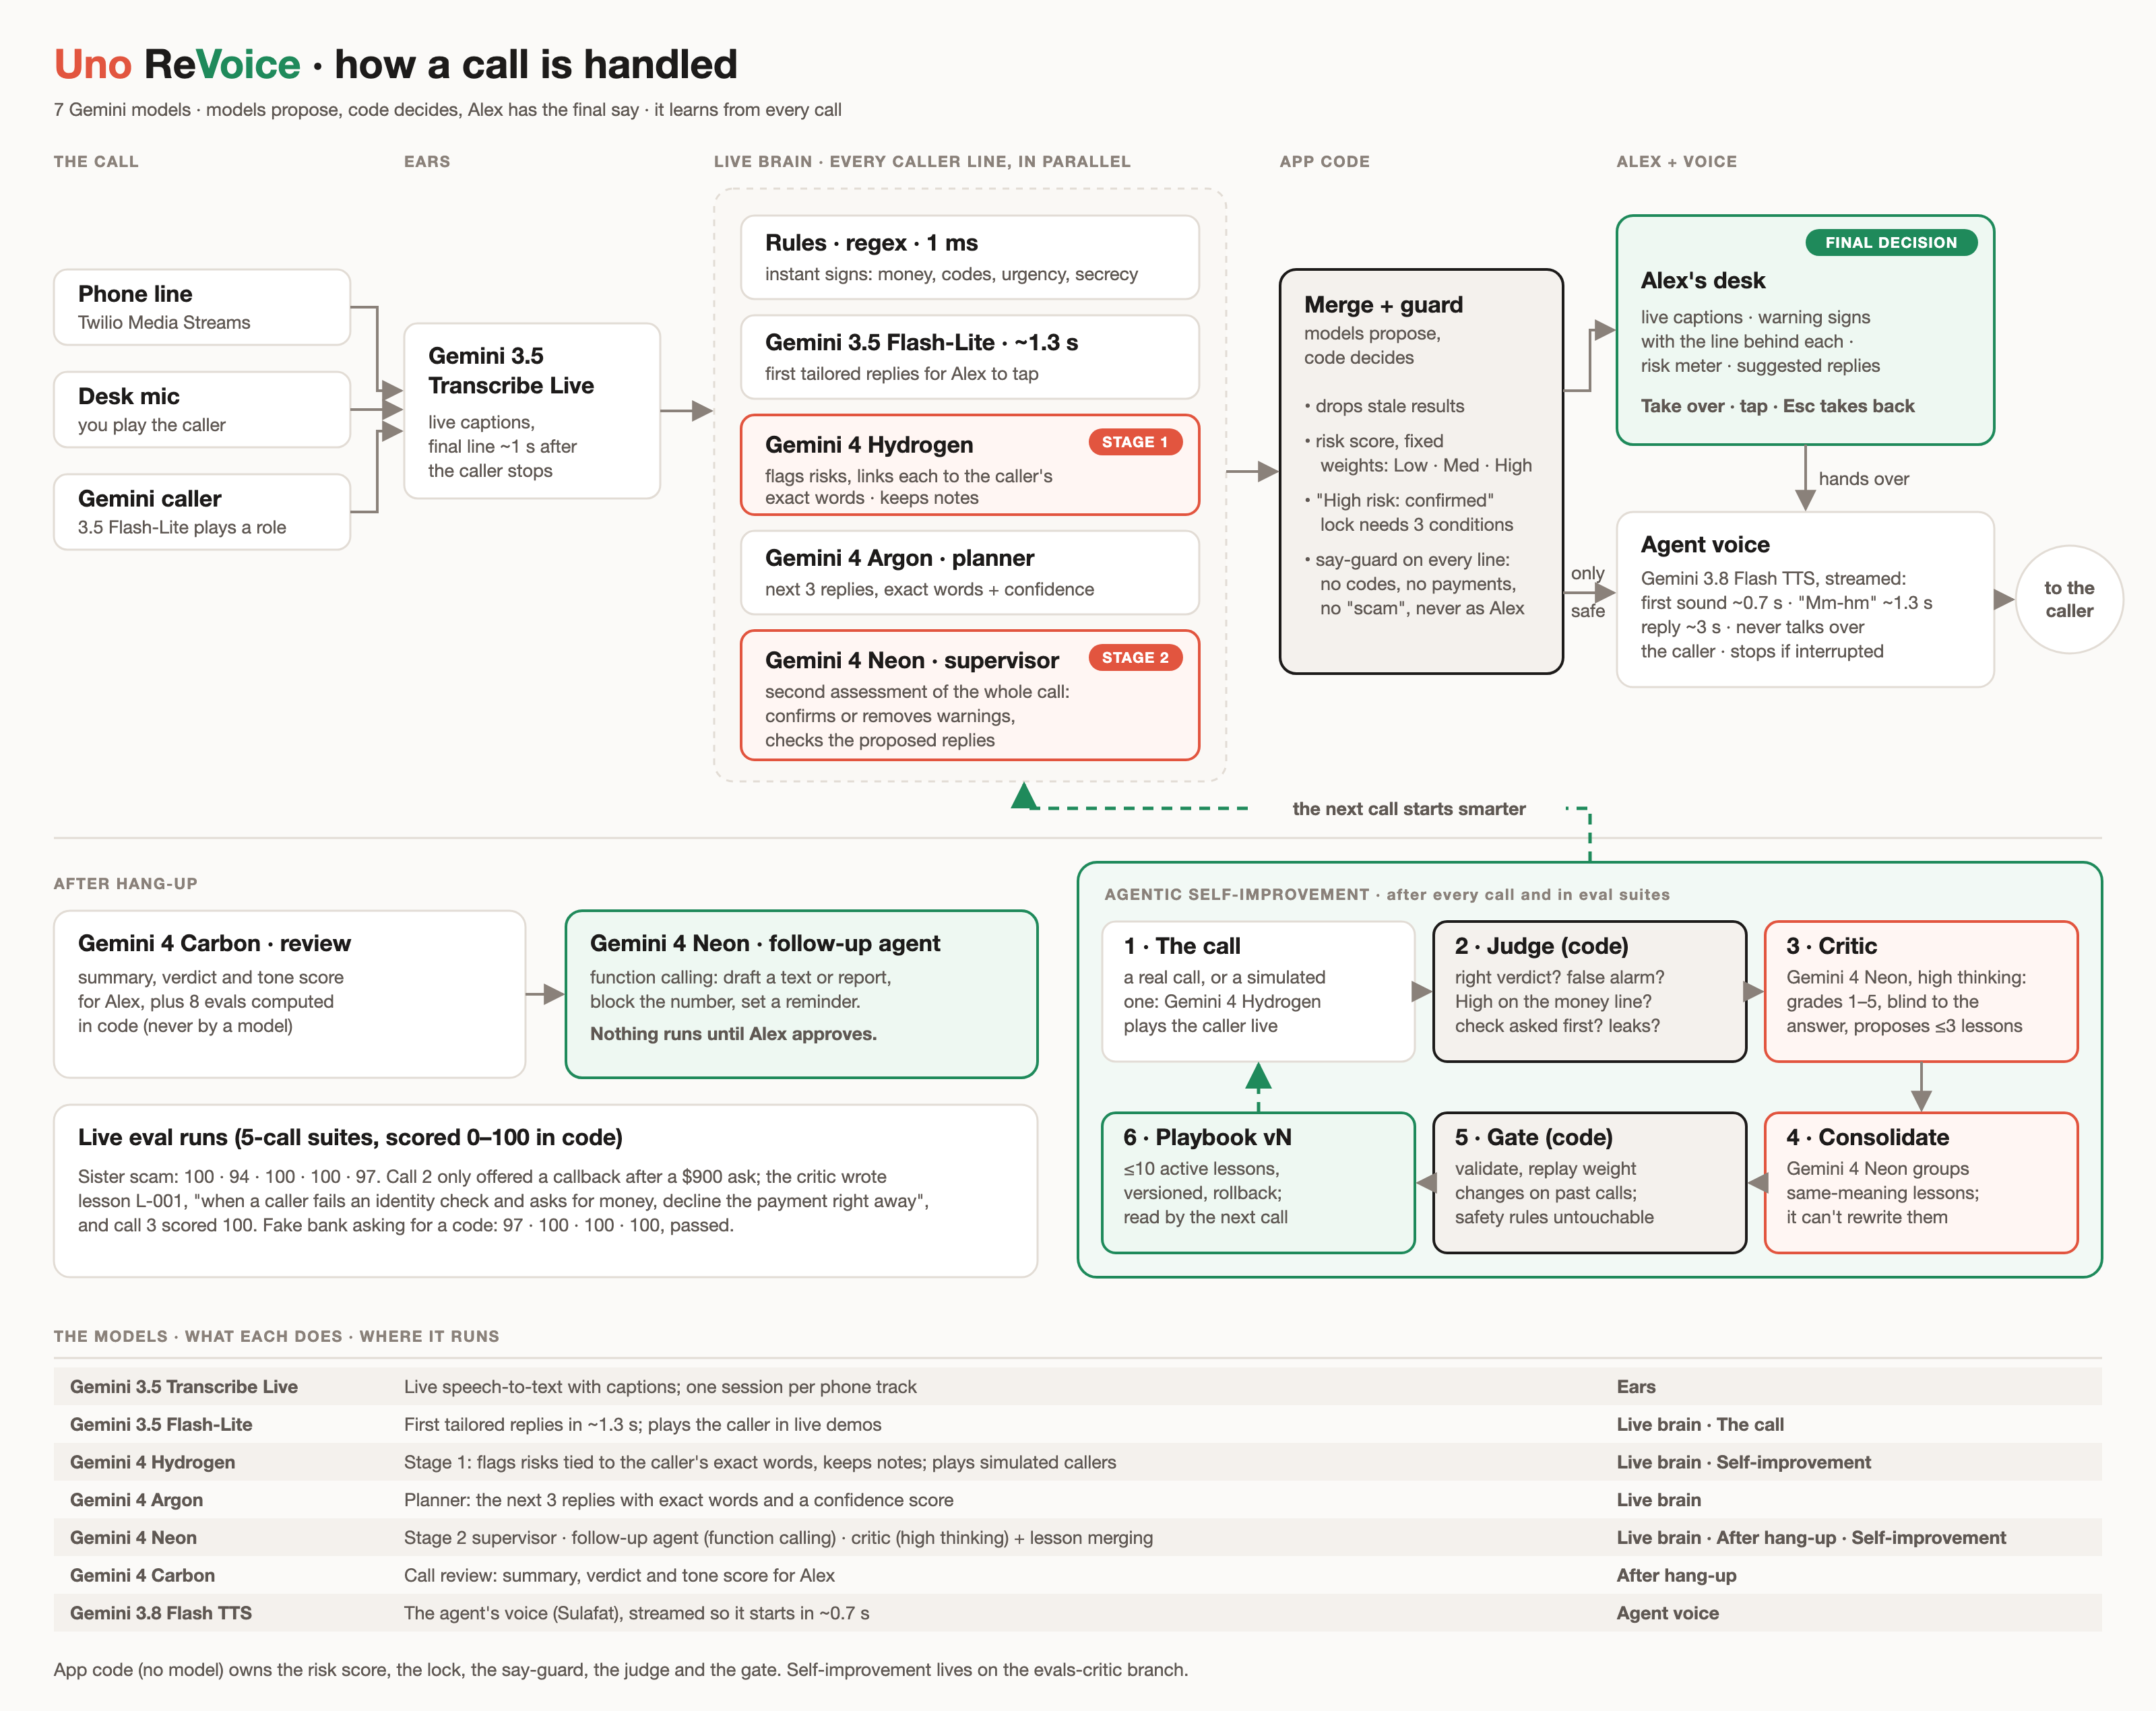 Uno ReVoice · how a call is handled
7 Gemini models · models propose, code decides, Alex has the final say · it learns from every call
THE CALL
EARS
LIVE BRAIN · EVERY CALLER LINE, IN PARALLEL
APP CODE
ALEX + VOICE
Phone line
Twilio Media Streams
Desk mic
you play the caller
Gemini caller
3.5 Flash-Lite plays a role
Gemini 3.5
Transcribe Live
live captions,
final line ~1 s after
the caller stops
Rules · regex · 1 ms
instant signs: money, codes, urgency, secrecy
Gemini 3.5 Flash-Lite · ~1.3 s
first tailored replies for Alex to tap
Gemini 4 Hydrogen
STAGE 1
flags risks, links each to the caller's
exact words · keeps notes
Gemini 4 Argon · planner
next 3 replies, exact words + confidence
Gemini 4 Neon · supervisor
STAGE 2
second assessment of the whole call:
confirms or removes warnings,
checks the proposed replies
Merge + guard
models propose,
code decides
• drops stale results
• risk score, fixed
weights: Low · Med · High
• "High risk: confirmed"
lock needs 3 conditions
• say-guard on every line:
no codes, no payments,
no "scam", never as Alex
only
safe
FINAL DECISION
Alex's desk
live captions · warning signs
with the line behind each ·
risk meter · suggested replies
Take over · tap · Esc takes back
hands over
Agent voice
Gemini 3.8 Flash TTS, streamed:
first sound ~0.7 s · "Mm-hm" ~1.3 s
reply ~3 s · never talks over
the caller · stops if interrupted
to the
caller
the next call starts smarter
AFTER HANG-UP
Gemini 4 Carbon · review
summary, verdict and tone score
for Alex, plus 8 evals computed
in code (never by a model)
Gemini 4 Neon · follow-up agent
function calling: draft a text or report,
block the number, set a reminder.
Nothing runs until Alex approves.
Live eval runs (5-call suites, scored 0–100 in code)
Sister scam: 100 · 94 · 100 · 100 · 97. Call 2 only offered a callback after a $900 ask; the critic wrote
lesson L-001, "when a caller fails an identity check and asks for money, decline the payment right away",
and call 3 scored 100. Fake bank asking for a code: 97 · 100 · 100 · 100, passed.
AGENTIC SELF-IMPROVEMENT · after every call and in eval suites
1 · The call
a real call, or a simulated
one: Gemini 4 Hydrogen
plays the caller live
2 · Judge (code)
right verdict? false alarm?
High on the money line?
check asked first? leaks?
3 · Critic
Gemini 4 Neon, high thinking:
grades 1–5, blind to the
answer, proposes ≤3 lessons
6 · Playbook vN
≤10 active lessons,
versioned, rollback;
read by the next call
5 · Gate (code)
validate, replay weight
changes on past calls;
safety rules untouchable
4 · Consolidate
Gemini 4 Neon groups
same-meaning lessons;
it can't rewrite them
THE MODELS · WHAT EACH DOES · WHERE IT RUNS
Gemini 3.5 Transcribe Live Live speech-to-text with captions; one session per phone track Ears
Gemini 3.5 Flash-Lite First tailored replies in ~1.3 s; plays the caller in live demos Live brain · The call
Gemini 4 Hydrogen Stage 1: flags risks tied to the caller's exact words, keeps notes; plays simulated callers Live brain · Self-improvement
Gemini 4 Argon Planner: the next 3 replies with exact words and a confidence score Live brain
Gemini 4 Neon Stage 2 supervisor · follow-up agent (function calling) · critic (high thinking) + lesson merging Live brain · After hang-up · Self-improvement
Gemini 4 Carbon Call review: summary, verdict and tone score for Alex After hang-up
Gemini 3.8 Flash TTS The agent's voice (Sulafat), streamed so it starts in ~0.7 s Agent voice
App code (no model) owns the risk score, the lock, the say-guard, the judge and the gate. Self-improvement lives on the evals-critic branch.